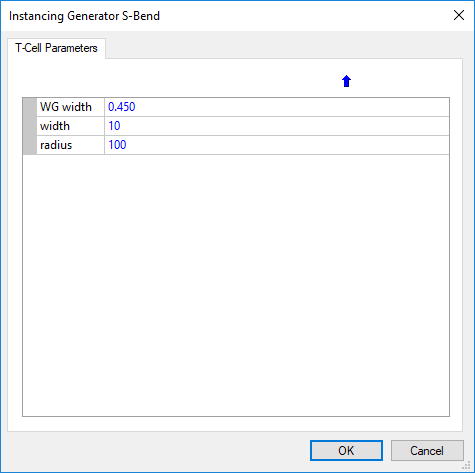 Instancing Generator S-Bend
T-Cell Parameters
WG width 0.450
width 10
radius 100
OK Cancel